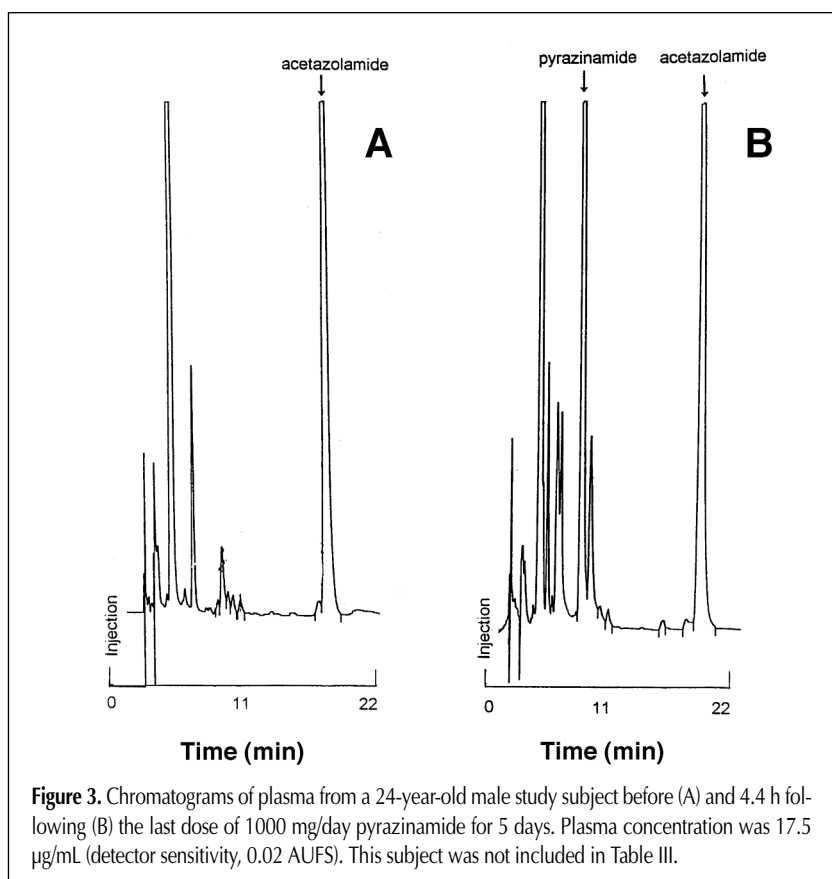 acetazolamide
A
Injection
0 11 22
Time (min)
pyrazinamide acetazolamide
B
Injection
0 11 22
Time (min)
Figure 3. Chromatograms of plasma from a 24-year-old male study subject before (A) and 4.4 h fol-
lowing (B) the last dose of 1000 mg/day pyrazinamide for 5 days. Plasma concentration was 17.5
µg/mL (detector sensitivity, 0.02 AUFS). This subject was not included in Table III.